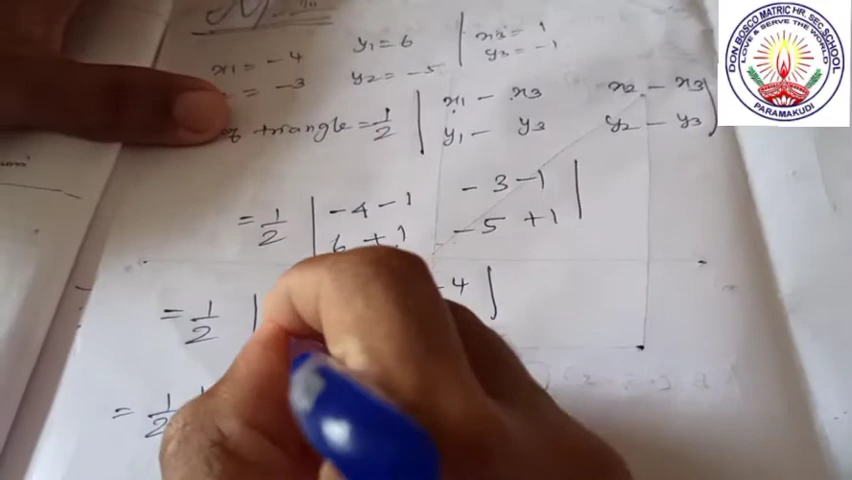 x1 = -4 y1 = 6 x3 = 1
= -3 y2 = -5 y3 = -1
of triangle = 1/2 | x1 - x3 x2 - x3 |
y1 - y3 y2 - y3
= 1/2 | -4 - 1 -3 - 1 |
6 + 1 -5 + 1
= 1/2 | -4 |
= 1/2
DON BOSCO MATRIC HR. SEC. SCHOOL
LOVE & SERVE THE WORLD
PARAMAKUDI